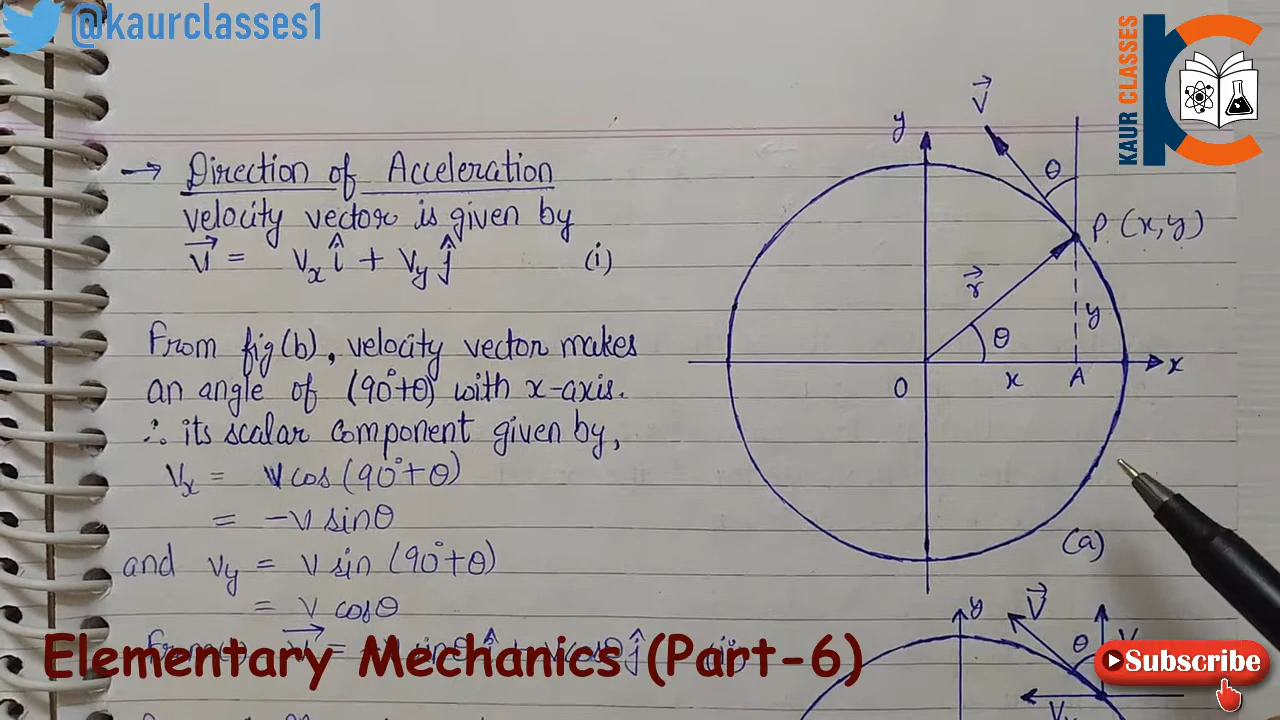 @kaurclasses1
KAUR CLASSES
→ Direction of Acceleration
velocity vector is given by
V⃗ = Vₓ î + Vy ĵ (i)
From fig(b), velocity vector makes
an angle of (90°+θ) with x-axis.
∴ its scalar component given by,
Vₓ = V cos (90°+θ)
= -V sinθ
and Vy = V sin (90°+θ)
= V cosθ
y
V⃗
θ
P (x,y)
r⃗
y
θ
O
x
A
x
(a)
y
V⃗
θ
Vₓ
Elementary Mechanics (Part-6)
Subscribe